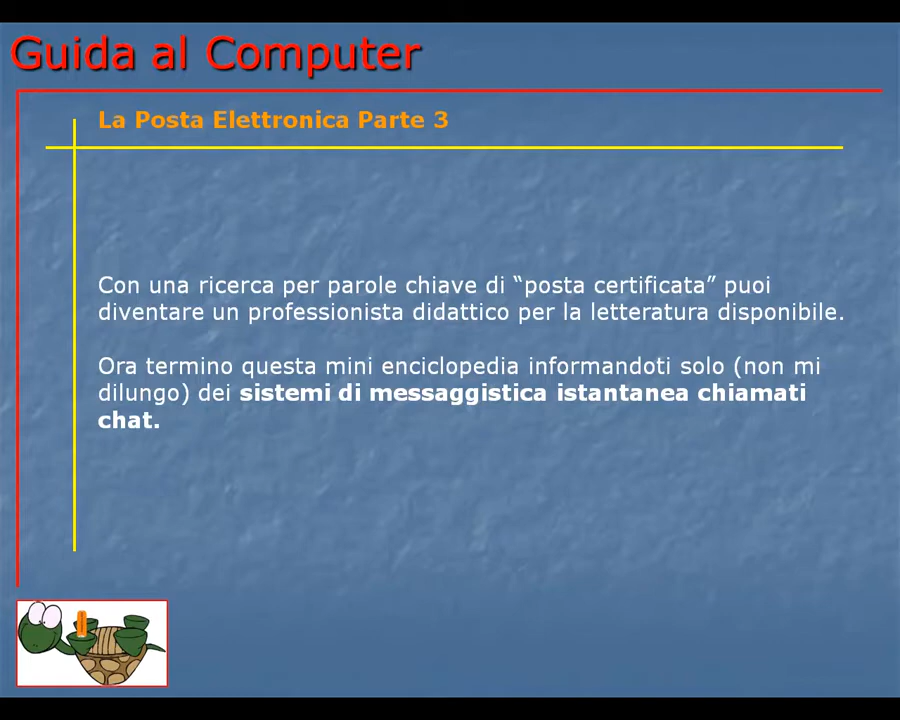 Guida al Computer
La Posta Elettronica Parte 3
Con una ricerca per parole chiave di “posta certificata” puoi
diventare un professionista didattico per la letteratura disponibile.
Ora termino questa mini enciclopedia informandoti solo (non mi
dilungo) dei sistemi di messaggistica istantanea chiamati
chat.